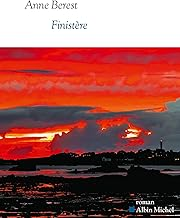 Anne Berest
Finistère
roman
Albin Michel